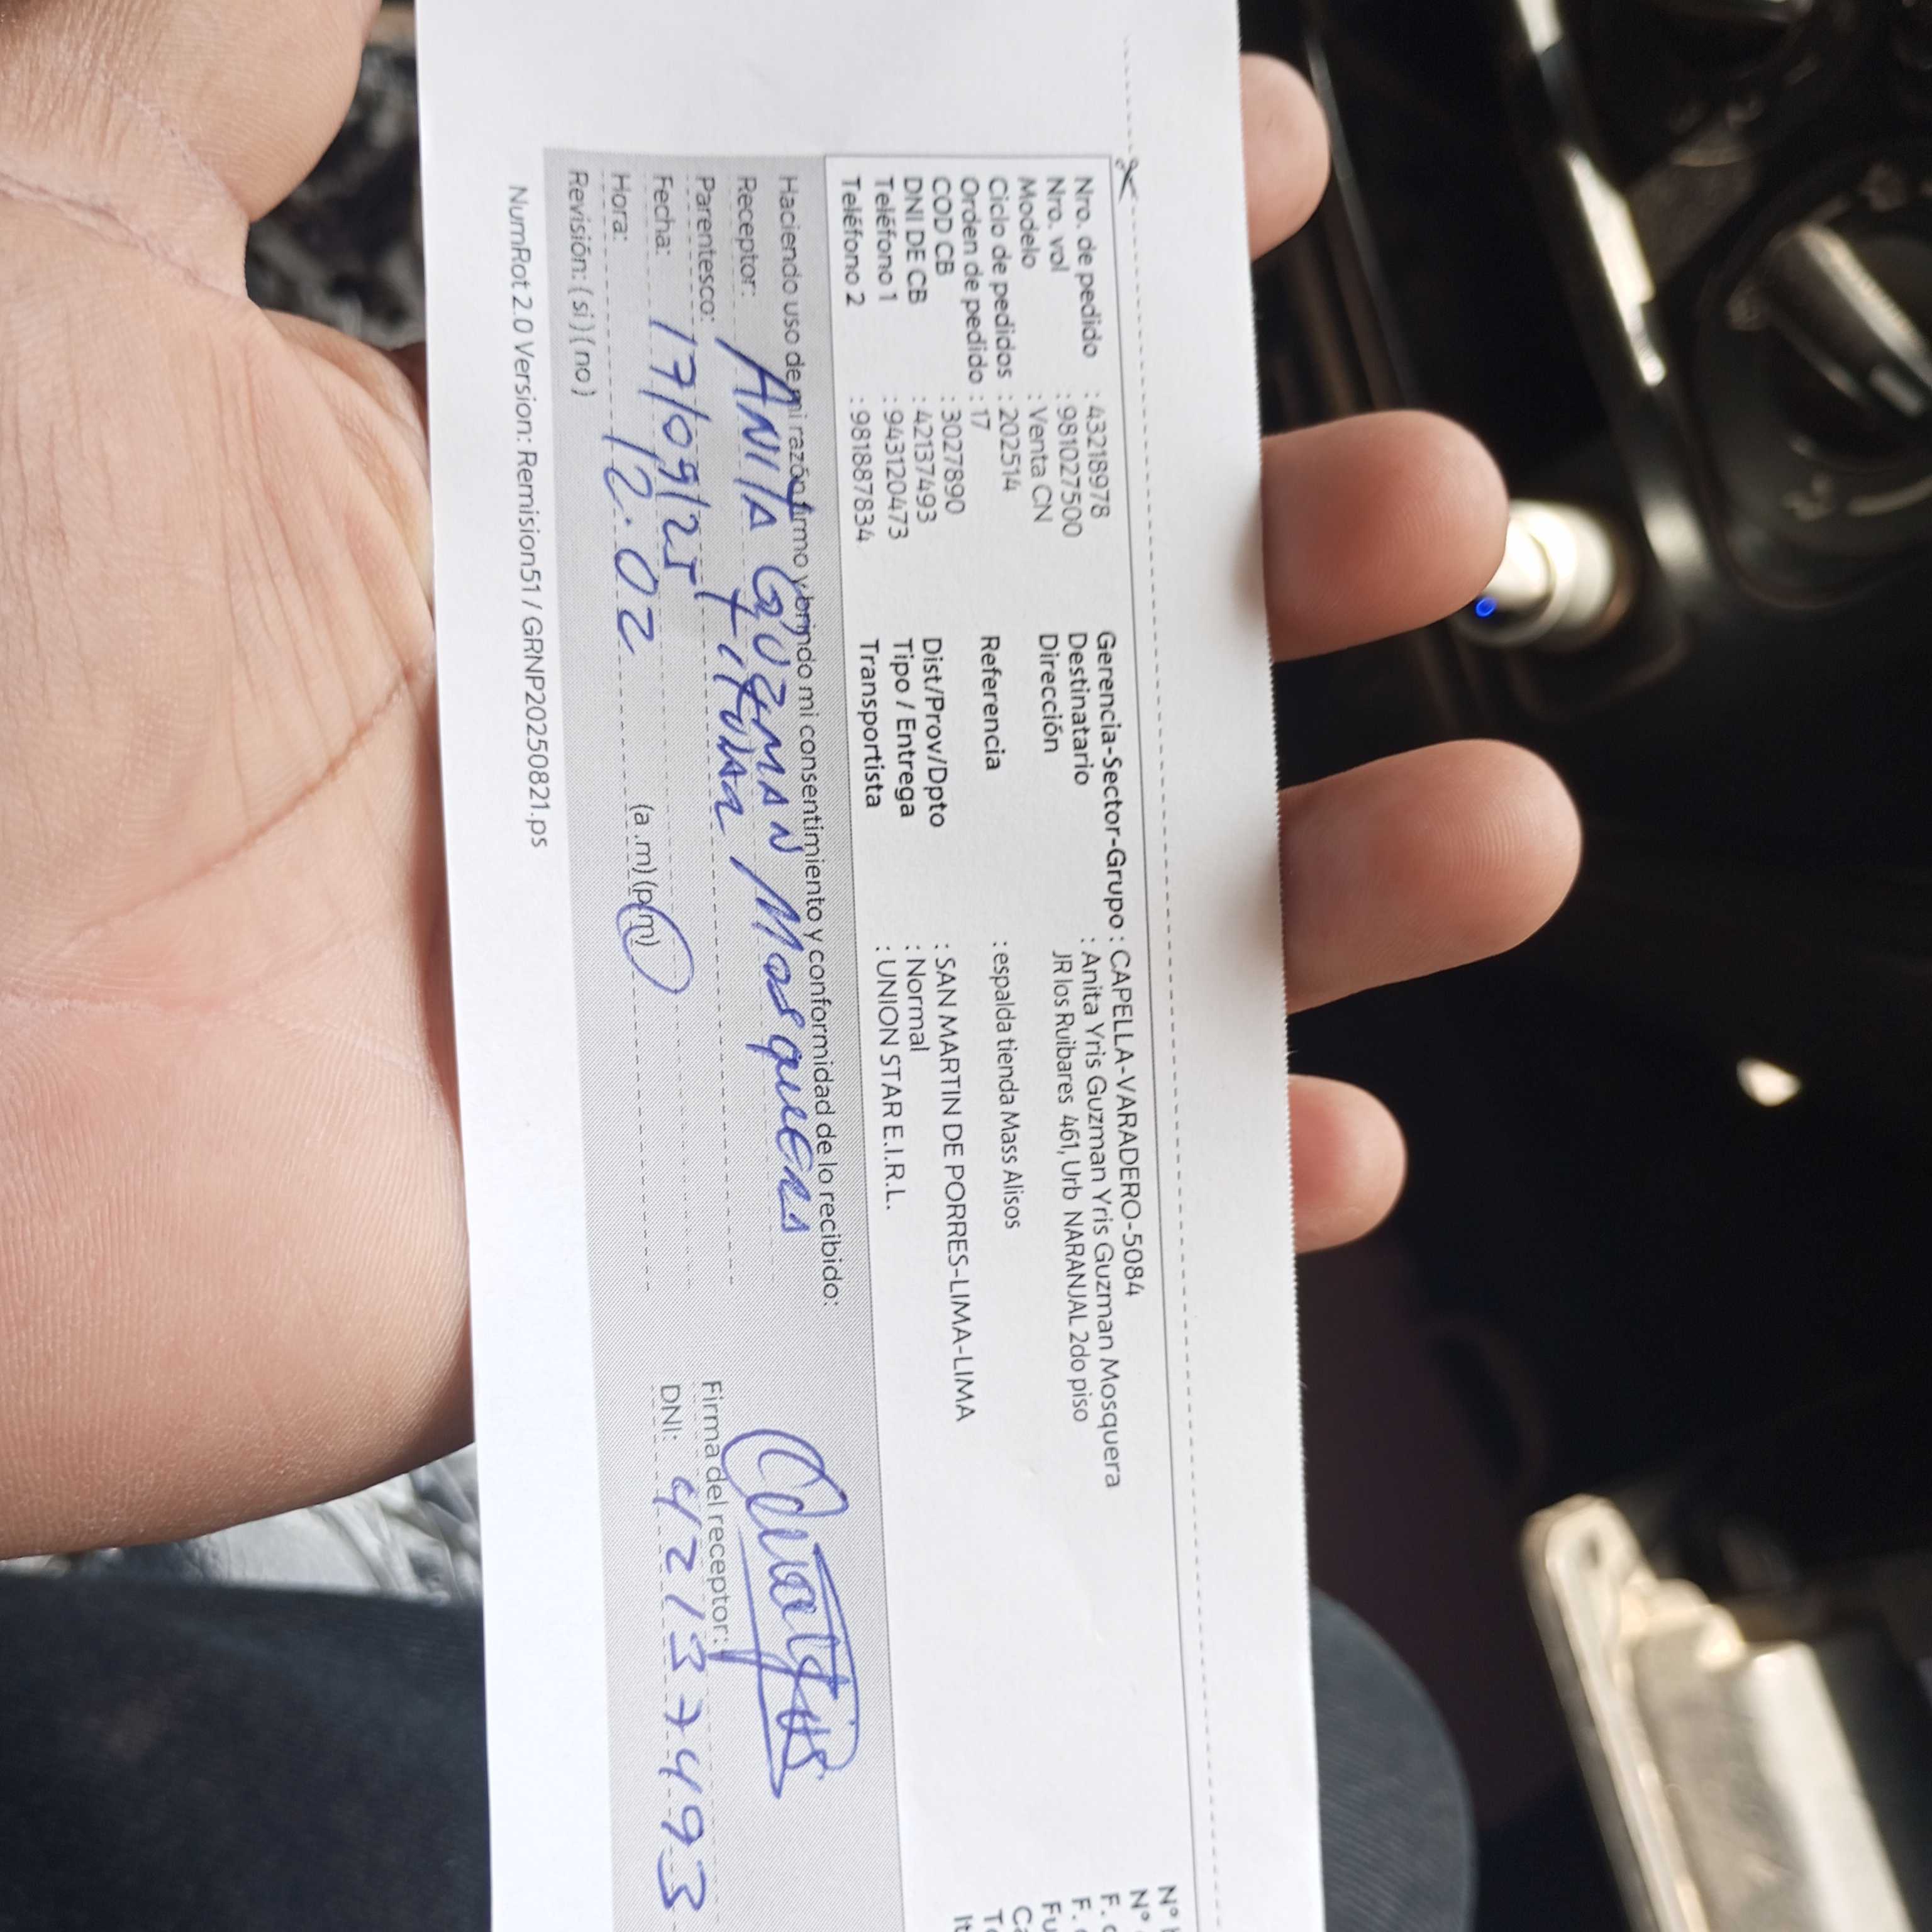 Nro. de pedido : 43218978
Nro. vol : 981027500
Modelo : Venta CN
Ciclo de pedidos : 202514
Orden de pedido : 17
COD CB : 3027890
DNI DE CB : 42137493
Teléfono 1 : 943120473
Teléfono 2 : 981887834
Gerencia-Sector-Grupo : CAPELLA-VARADERO-5084
Destinatario : Anita Yris Guzman Yris Guzman Mosquera
Dirección JR los Ruibares 461, Urb NARANJAL 2do piso
Referencia : espalda tienda Mass Alisos
Dist/Prov/Dpto : SAN MARTIN DE PORRES-LIMA-LIMA
Tipo / Entrega : Normal
Transportista : UNION STAR E.I.R.L.
Haciendo uso de mi razón firmo y brindo mi consentimiento y conformidad de lo recibido:
Receptor: ANITA GUZMAN Mosquera
Parentesco: Titular
Fecha: 17/09/25
Hora: 12:02 (a.m) (p.m)
Revisión: ( si ) ( no )
Firma del receptor:
DNI: 42137493
NumRot 2.0 Version: Remision51 / GRNP20250821.ps